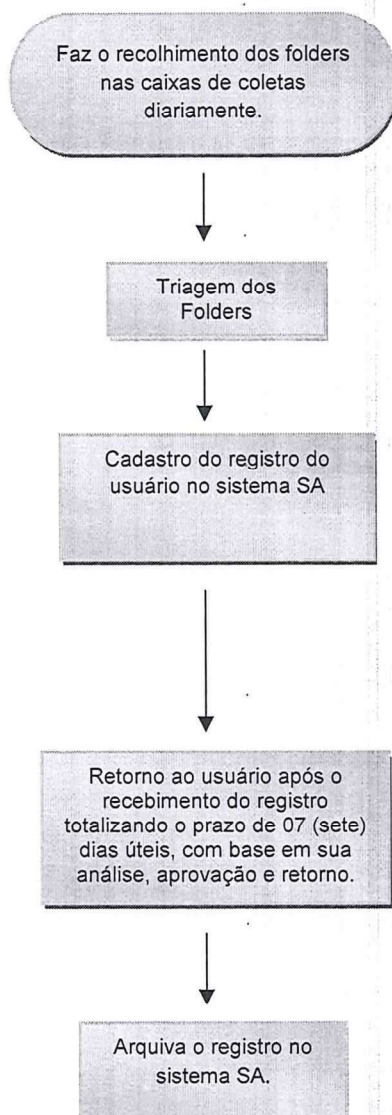 Faz o recolhimento dos folders
nas caixas de coletas
diariamente.
Triagem dos
Folders
Cadastro do registro do
usuário no sistema SA
Retorno ao usuário após o
recebimento do registro
totalizando o prazo de 07 (sete)
dias úteis, com base em sua
análise, aprovação e retorno.
Arquiva o registro no
sistema SA.